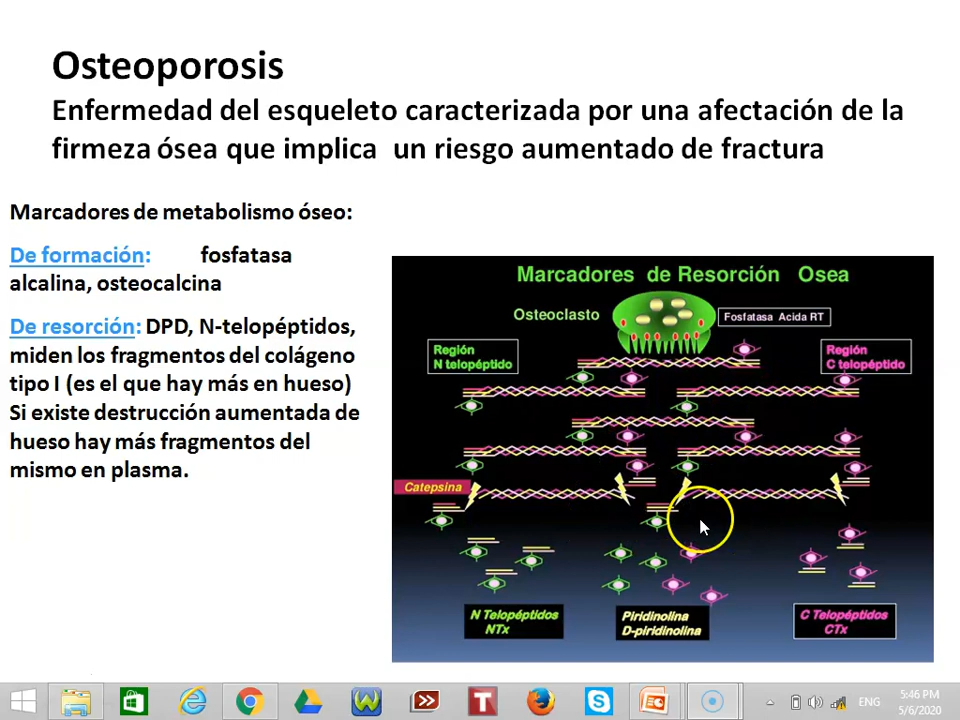 Osteoporosis
Enfermedad del esqueleto caracterizada por una afectación de la
firmeza ósea que implica un riesgo aumentado de fractura
Marcadores de metabolismo óseo:
De formación: fosfatasa
alcalina, osteocalcina
De resorción: DPD, N-telopéptidos,
miden los fragmentos del colágeno
tipo I (es el que hay más en hueso)
Si existe destrucción aumentada de
hueso hay más fragmentos del
mismo en plasma.
Marcadores de Resorción Osea
Osteoclasto
Fosfatasa Acida RT
Región
N telopéptido
Región
C telopéptido
Catepsina
N Telopéptidos
NTx
Piridinolina
D-piridinolina
C Telopéptidos
CTx
ENG
5:46 PM
5/6/2020